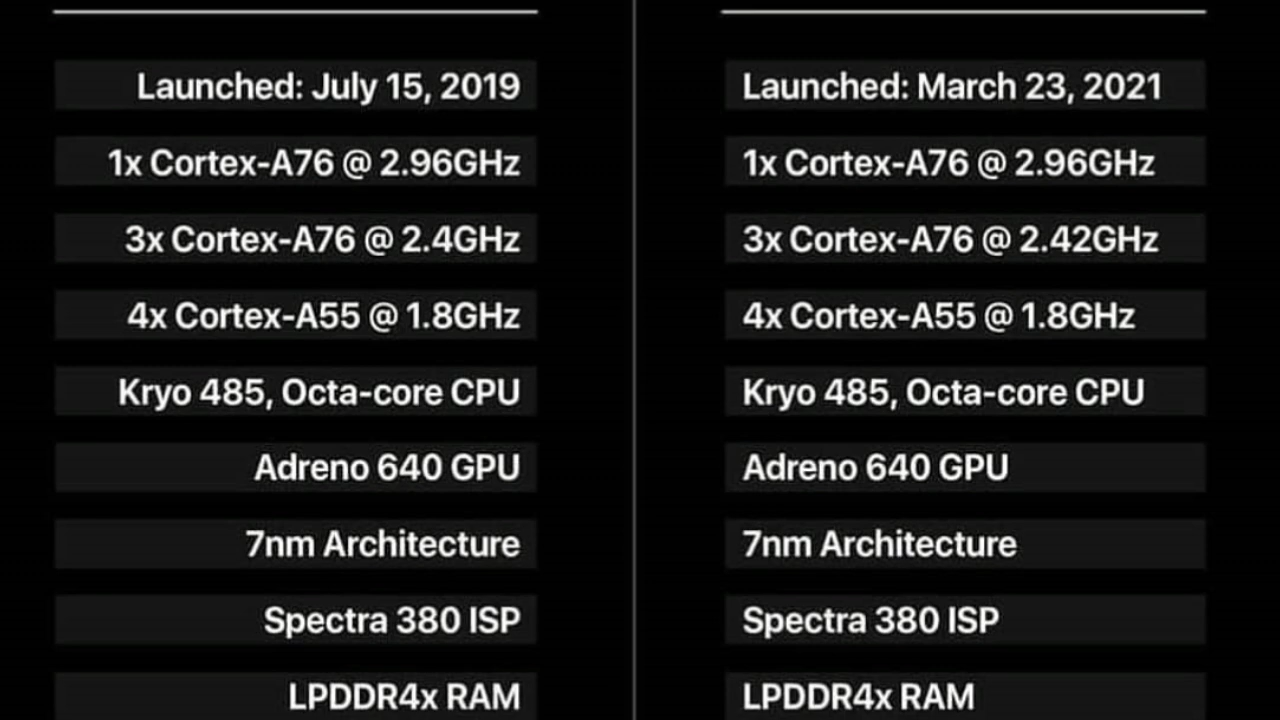 Launched: July 15, 2019
1x Cortex-A76 @ 2.96GHz
3x Cortex-A76 @ 2.4GHz
4x Cortex-A55 @ 1.8GHz
Kryo 485, Octa-core CPU
Adreno 640 GPU
7nm Architecture
Spectra 380 ISP
LPDDR4x RAM
Launched: March 23, 2021
1x Cortex-A76 @ 2.96GHz
3x Cortex-A76 @ 2.42GHz
4x Cortex-A55 @ 1.8GHz
Kryo 485, Octa-core CPU
Adreno 640 GPU
7nm Architecture
Spectra 380 ISP
LPDDR4x RAM